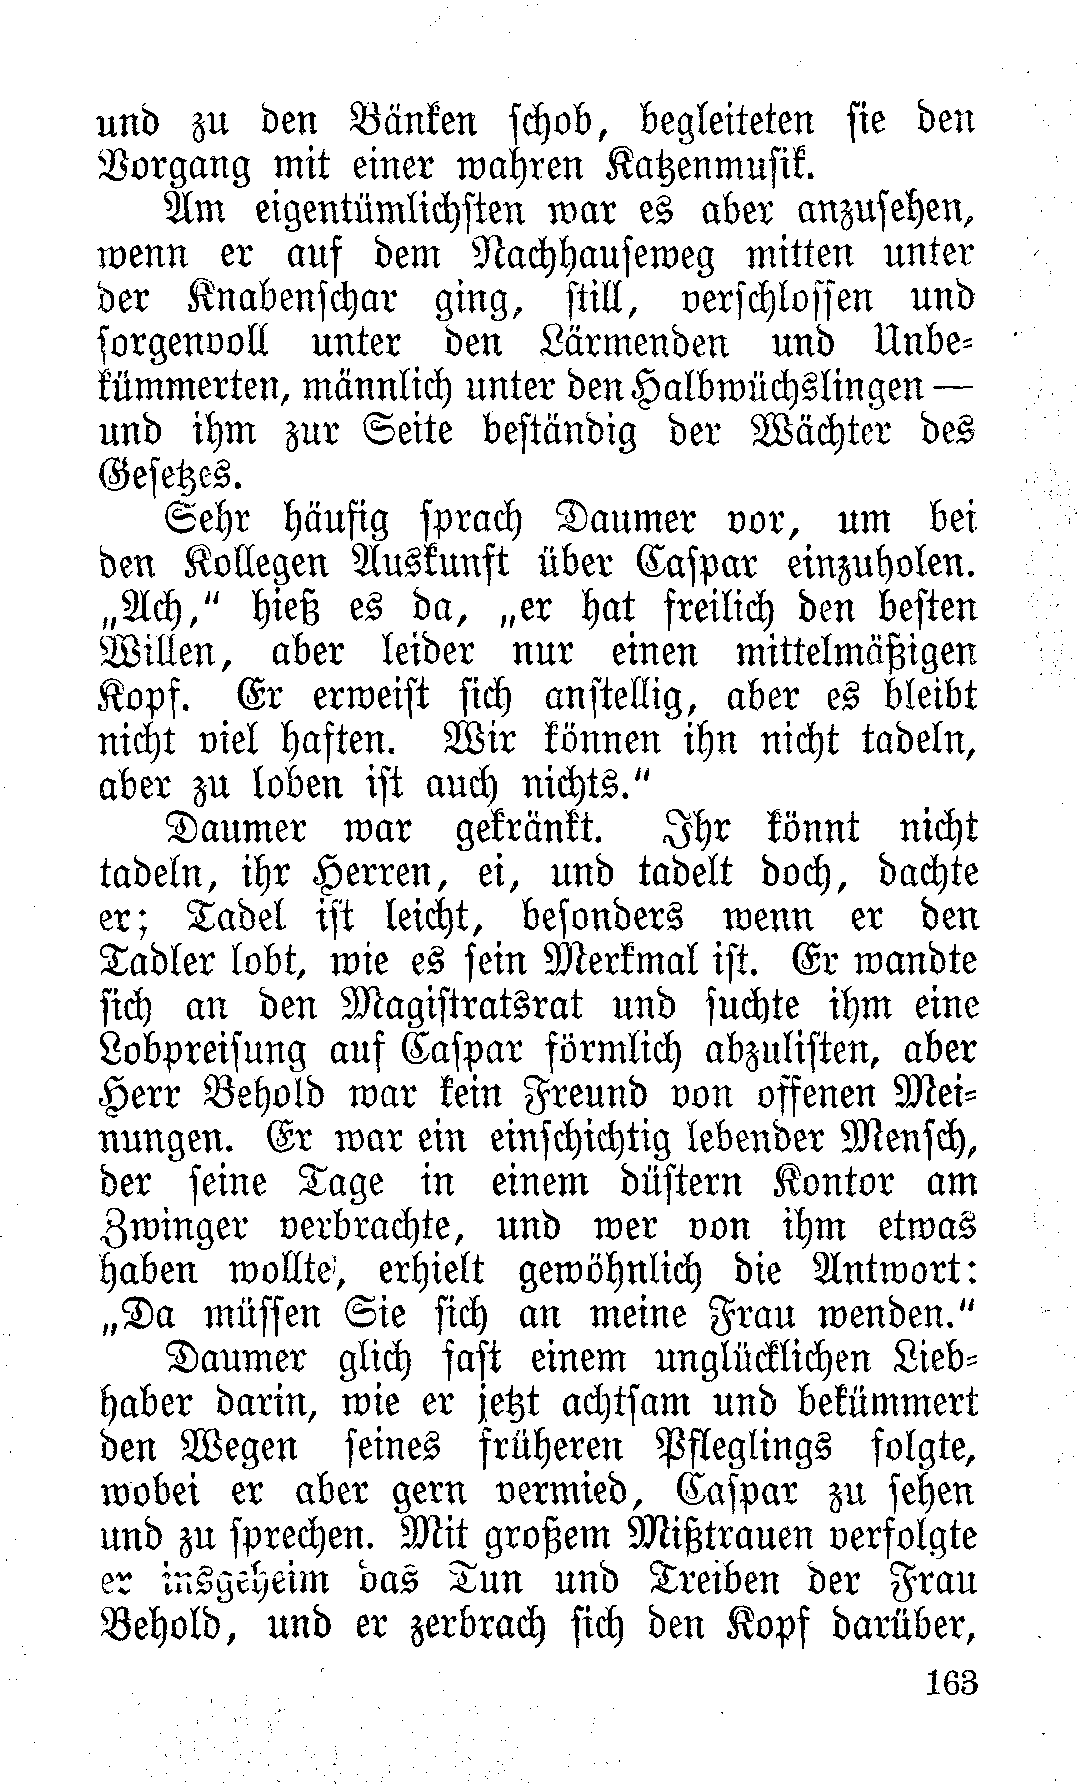 und zu den Bänken schob, begleiteten sie den
Vorgang mit einer wahren Katzenmusik.
Am eigentümlichsten war es aber anzusehen,
wenn er auf dem Nachhauseweg mitten unter
der Knabenschar ging, still, verschlossen und
sorgenvoll unter den Lärmenden und Unbe-
kümmerten, männlich unter den Halbwüchslingen —
und ihm zur Seite beständig der Wächter des
Gesetzes.
Sehr häufig sprach Daumer vor, um bei
den Kollegen Auskunft über Caspar einzuholen.
„Ach,“ hieß es da, „er hat freilich den besten
Willen, aber leider nur einen mittelmäßigen
Kopf. Er erweist sich anstellig, aber es bleibt
nicht viel haften. Wir können ihn nicht tadeln,
aber zu loben ist auch nichts.“
Daumer war gekränkt. Ihr könnt nicht
tadeln, ihr Herren, ei, und tadelt doch, dachte
er; Tadel ist leicht, besonders wenn er den
Tadler lobt, wie es sein Merkmal ist. Er wandte
sich an den Magistratsrat und suchte ihm eine
Lobpreisung auf Caspar förmlich abzulisten, aber
Herr Behold war kein Freund von offenen Mei-
nungen. Er war ein einschichtig lebender Mensch,
der seine Tage in einem düstern Kontor am
Zwinger verbrachte, und wer von ihm etwas
haben wollte, erhielt gewöhnlich die Antwort:
„Da müssen Sie sich an meine Frau wenden.“
Daumer glich fast einem unglücklichen Lieb-
haber darin, wie er jetzt achtsam und bekümmert
den Wegen seines früheren Pfleglings folgte,
wobei er aber gern vermied, Caspar zu sehen
und zu sprechen. Mit großem Mißtrauen verfolgte
er insgeheim das Tun und Treiben der Frau
Behold, und er zerbrach sich den Kopf darüber,
163